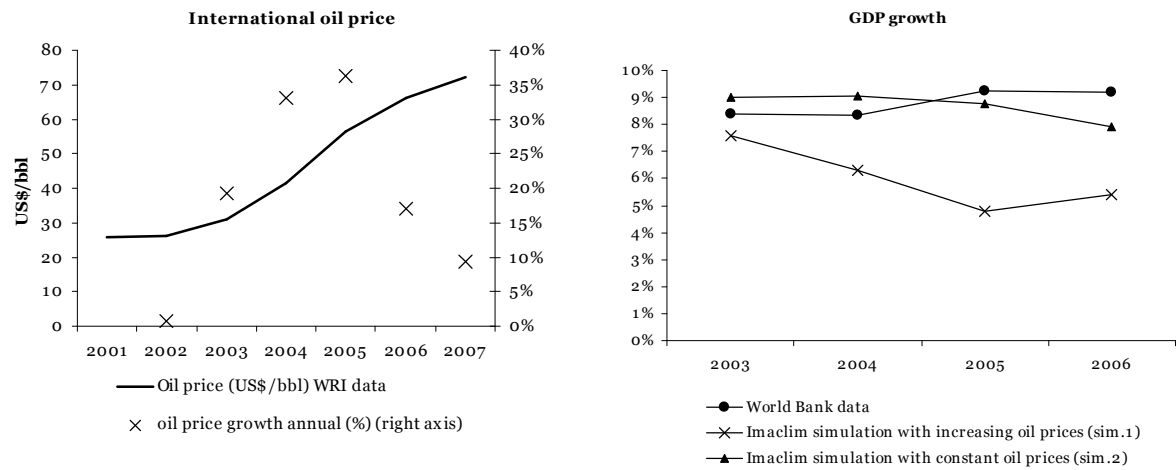 International oil price
80
70
60
50
40
30
20
10
0
US$/bbl
40%
35%
30%
25%
20%
15%
10%
5%
0%
2001 2002 2003 2004 2005 2006 2007
Oil price (US$/bbl) WRI data
oil price growth annual (%) (right axis)
GDP growth
10%
9%
8%
7%
6%
5%
4%
3%
2%
1%
0%
2003 2004 2005 2006
World Bank data
Imaclim simulation with increasing oil prices (sim.1)
Imaclim simulation with constant oil prices (sim.2)